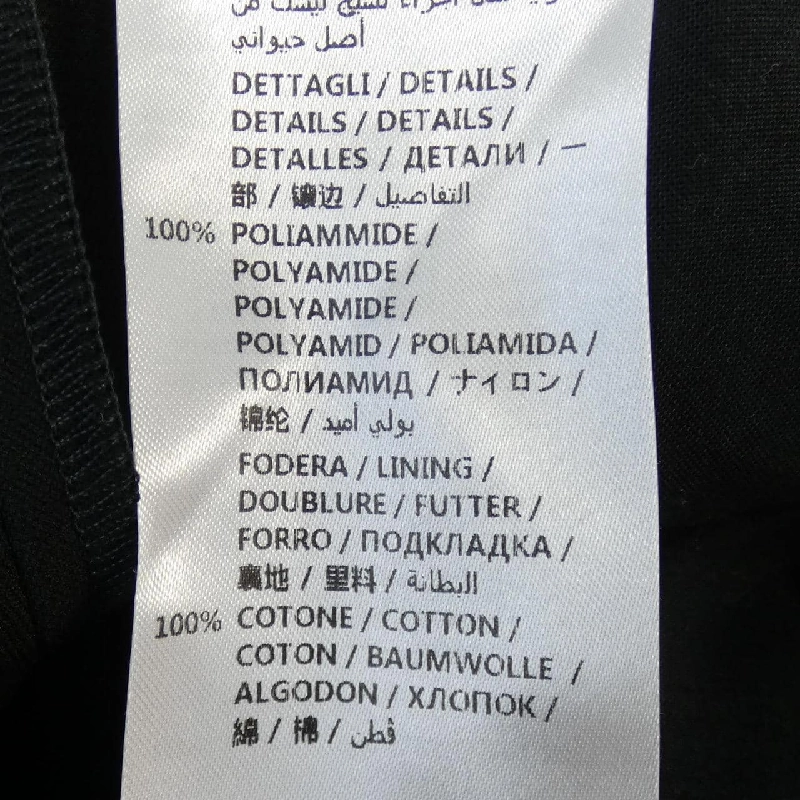 أصل حيواني
DETTAGLI / DETAILS /
DETAILS / DETAILS /
DETALLES / ДЕТАЛИ / 一
部 / 镶边 / التفاصيل
100% POLIAMMIDE /
POLYAMIDE /
POLYAMIDE /
POLYAMID / POLIAMIDA /
ПОЛИАМИД / ナイロン /
锦纶 / بولي أميد
FODERA / LINING /
DOUBLURE / FUTTER /
FORRO / ПОДКЛАДКА /
裏地 / 里料 / البطانة
100% COTONE / COTTON /
COTON / BAUMWOLLE /
ALGODON / ХЛОПОК /
綿 / 棉 / قطن